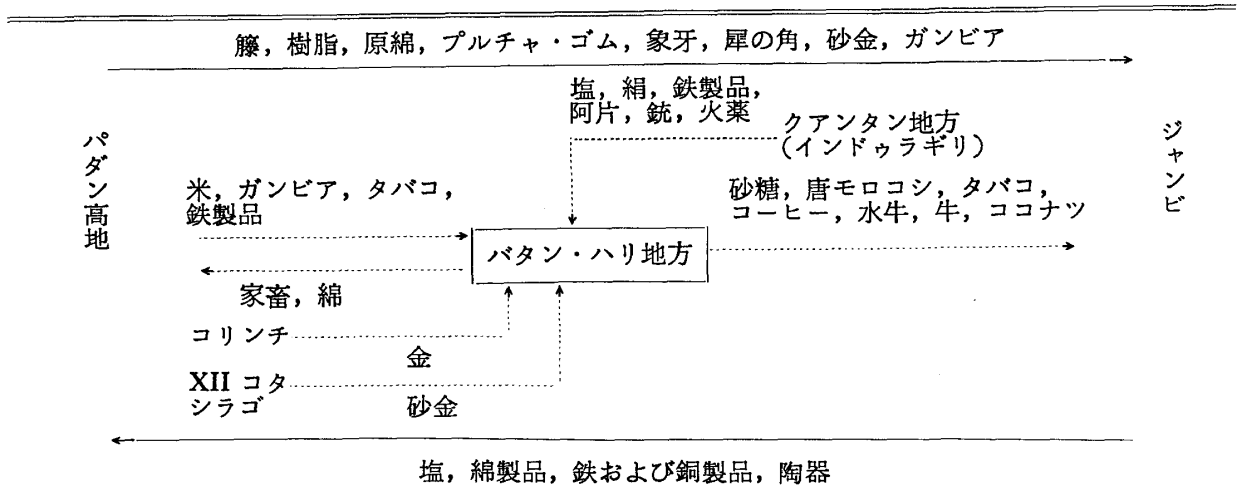 籐，樹脂，原綿，プルチャ・ゴム，象牙，犀の角，砂金，ガンビア
塩，絹，鉄製品，
阿片，銃，火薬
クアンタン地方
(インドゥラギリ)
パダン高地
ジャンビ
米，ガンビア，タバコ，
鉄製品
砂糖，唐モロコシ，タバコ，
コーヒー，水牛，牛，ココナツ
バタン・ハリ地方
家畜，綿
コリンチ
金
XII コタ
シラゴ
砂金
塩，綿製品，鉄および銅製品，陶器